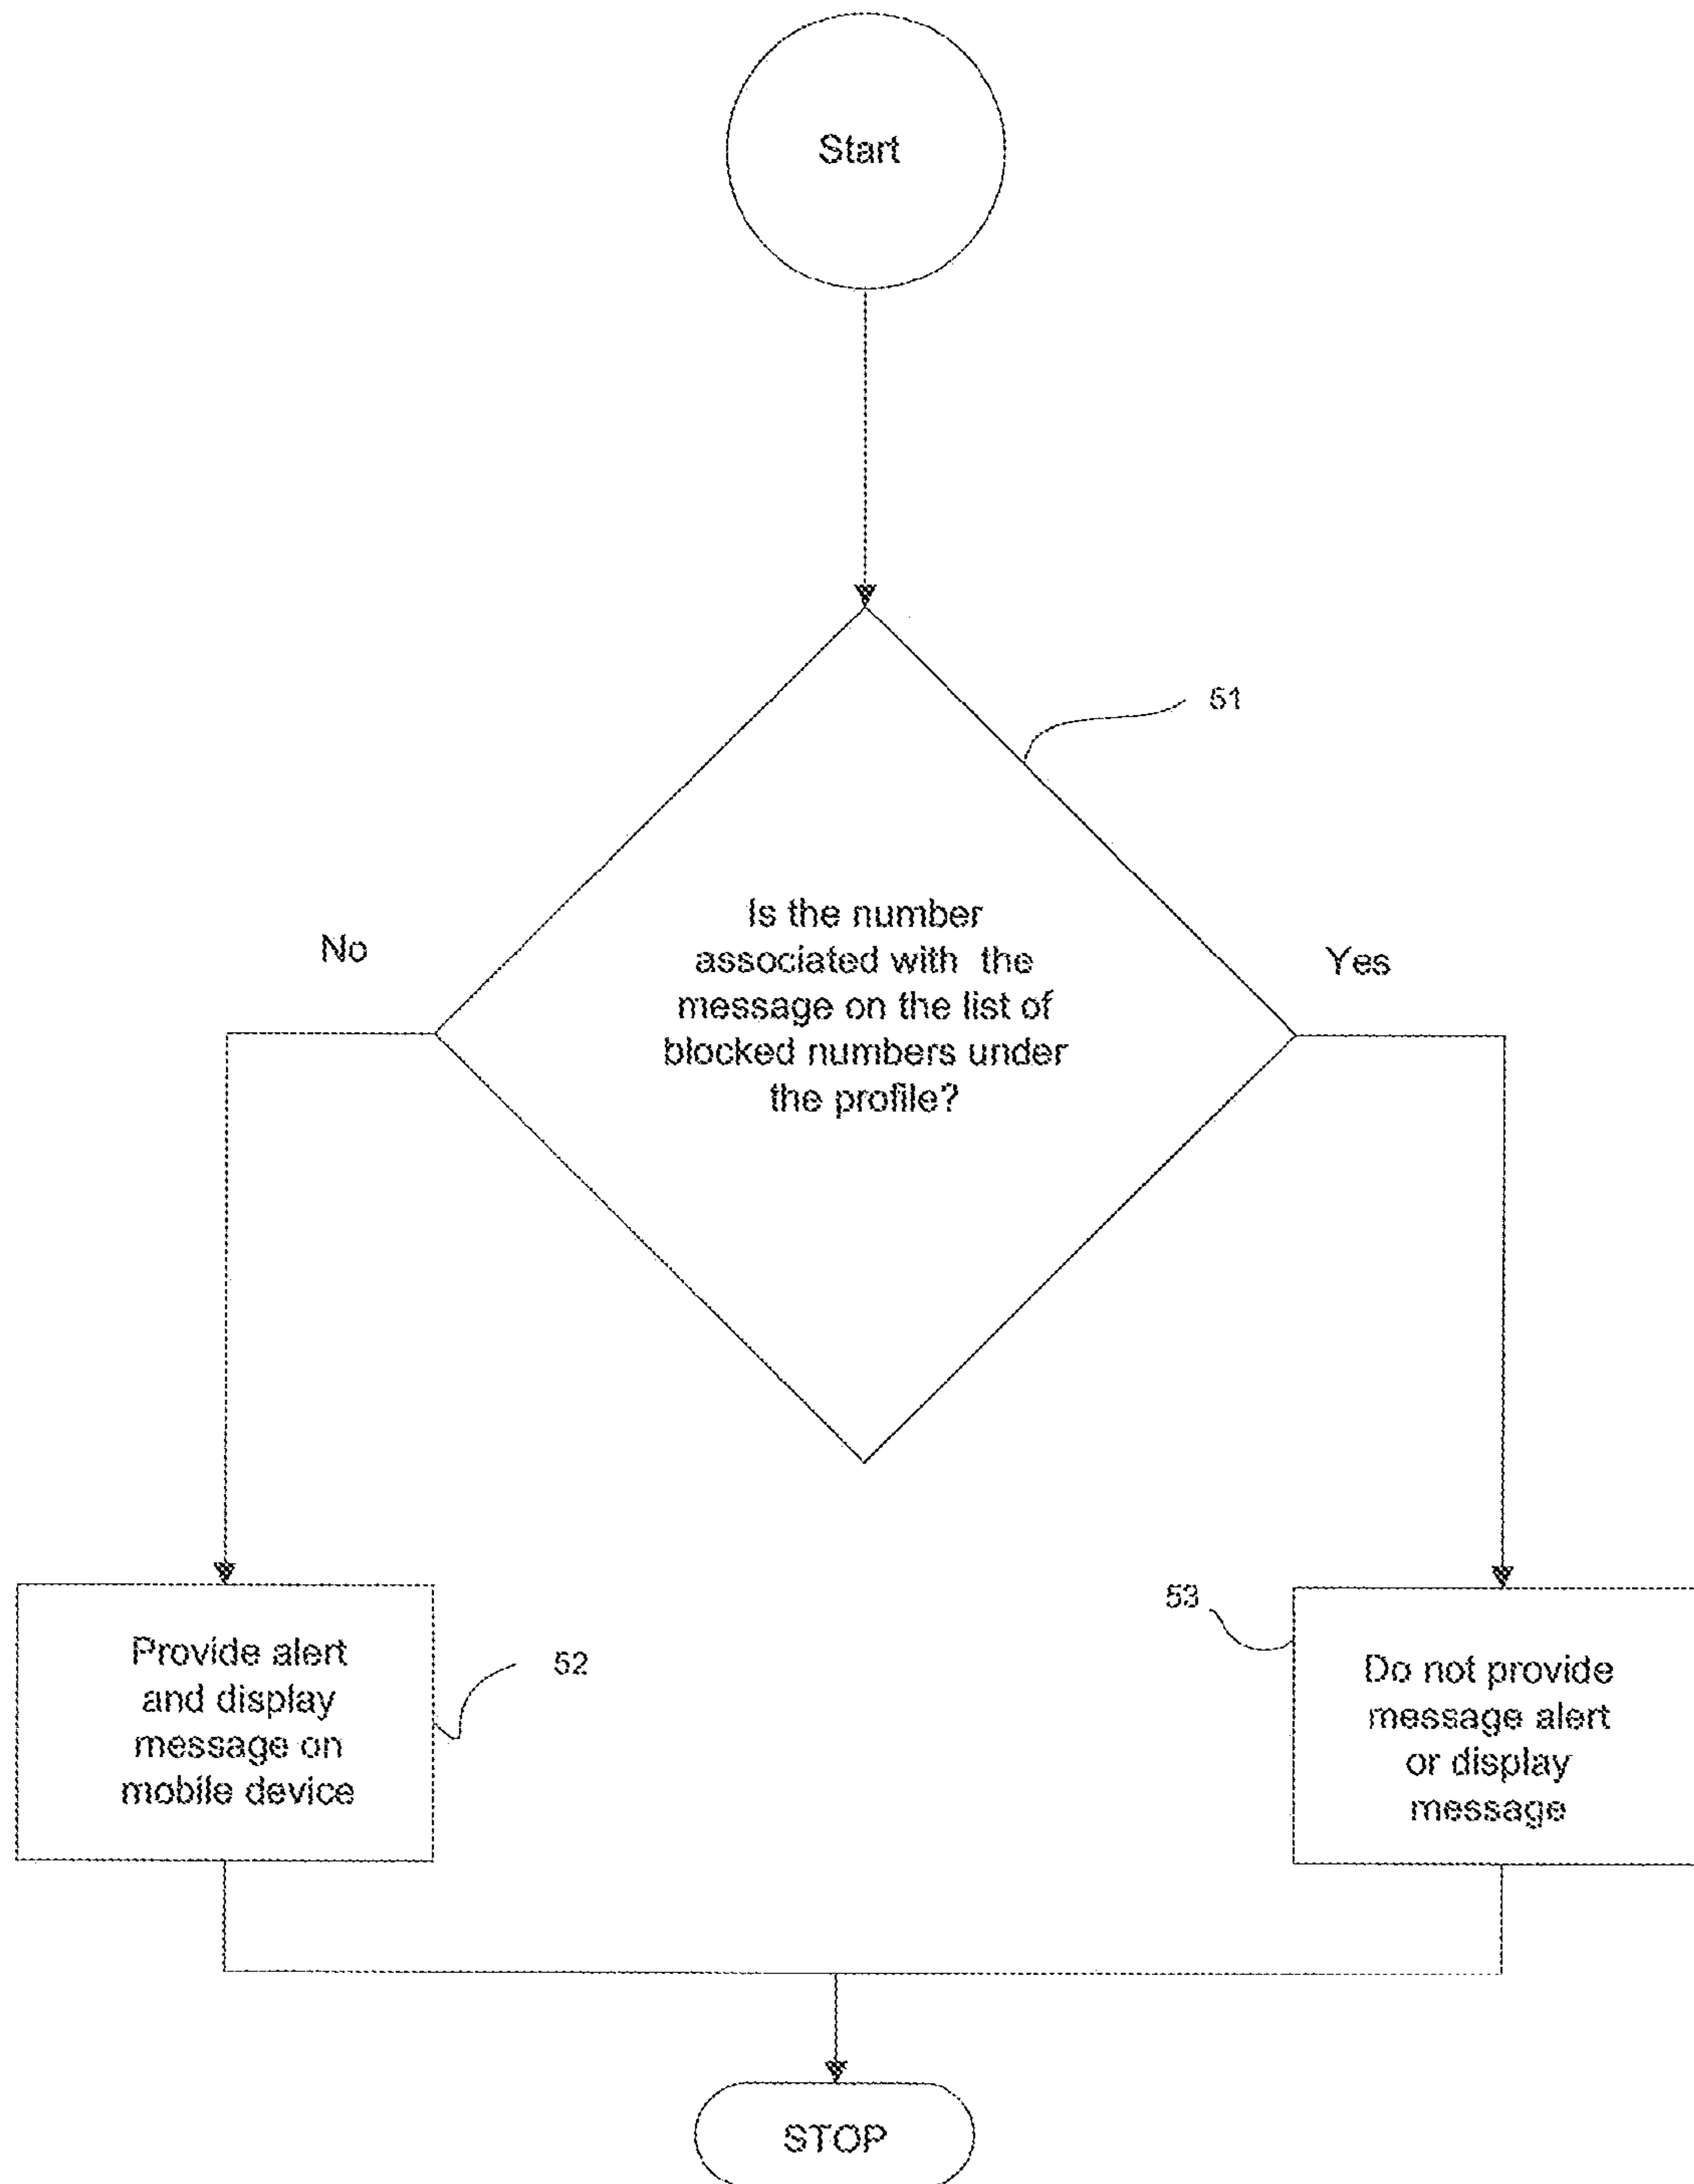 Start
51
Is the number
associated with the
message on the list of
blocked numbers under
the profile?
No
Yes
Provide alert
and display
message on
mobile device
52
53
Do not provide
message alert
or display
message
STOP